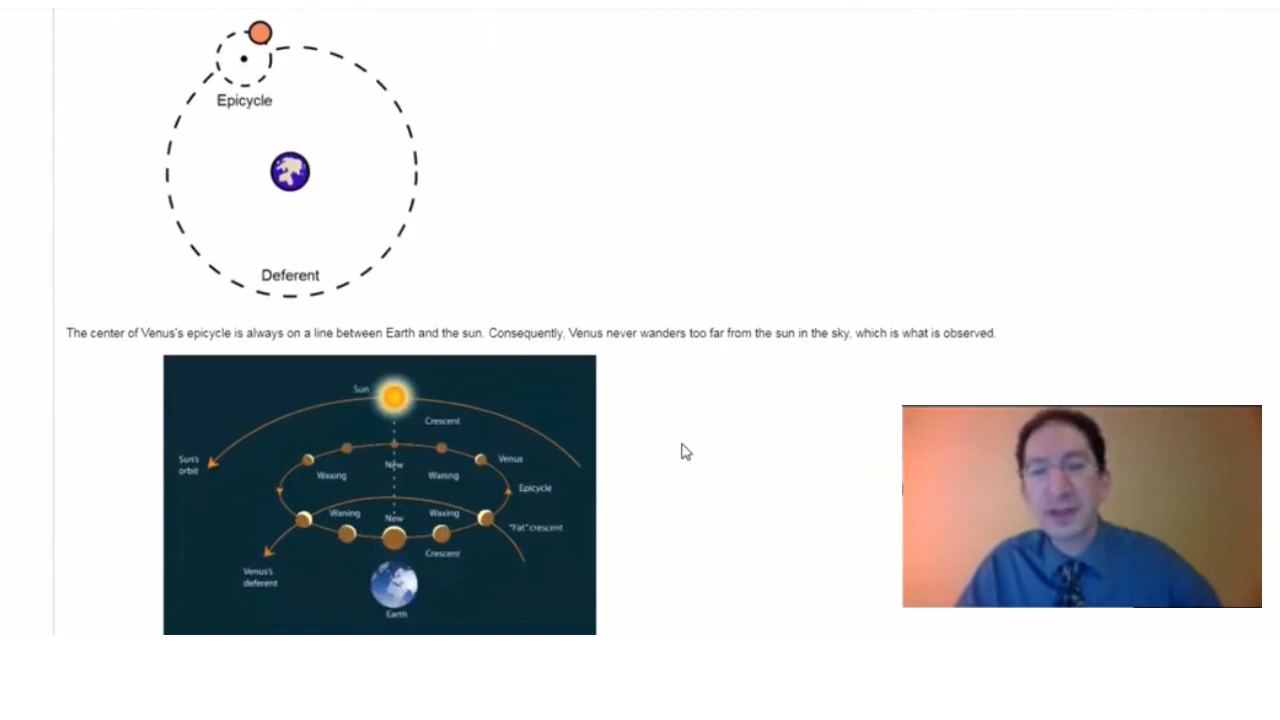 Epicycle
Deferent
The center of Venus's epicycle is always on a line between Earth and the sun. Consequently, Venus never wanders too far from the sun in the sky, which is what is observed.
Sun
Crescent
Sun's
orbit
New
Venus
Waxing
Waning
Epicycle
Waning
New
Waxing
"Fat" crescent
Crescent
Venus's
deferent
Earth